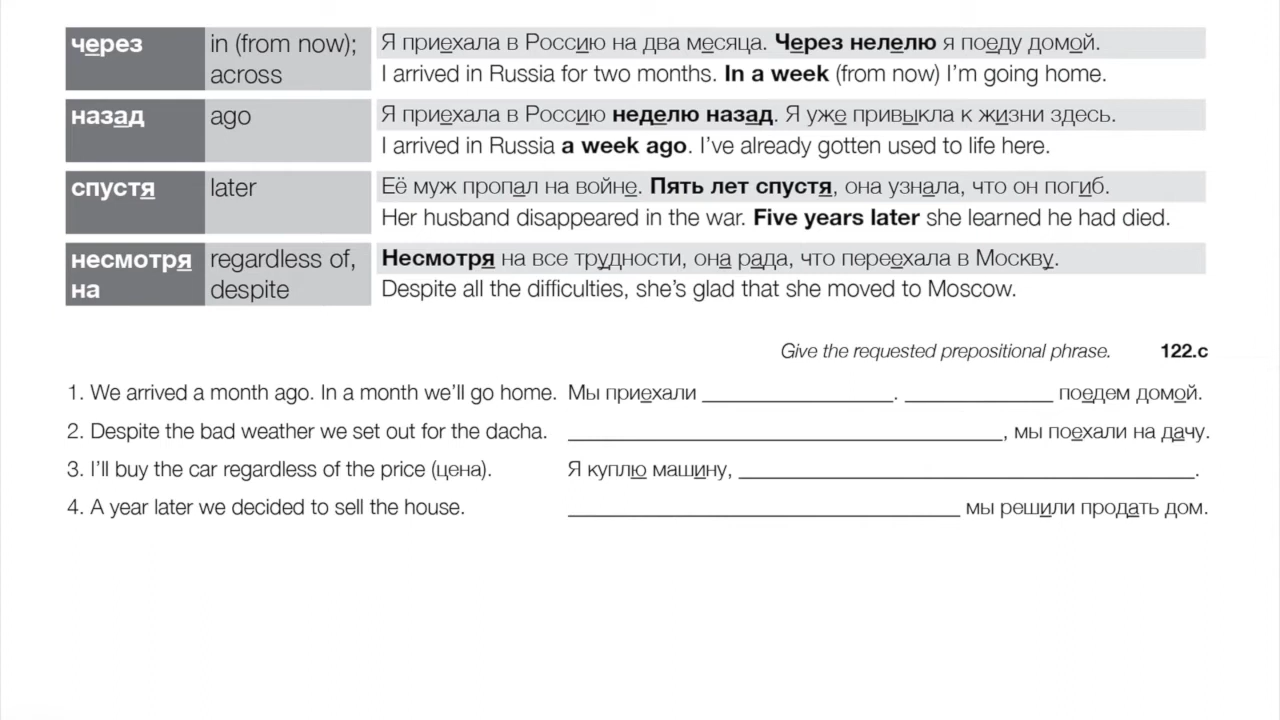 через in (from now); Я приехала в Россию на два месяца. Через нелелю я поеду домой.
across I arrived in Russia for two months. In a week (from now) I'm going home.
назад ago Я приехала в Россию неделю назад. Я уже привыкла к жизни здесь.
I arrived in Russia a week ago. I've already gotten used to life here.
спустя later Её муж пропал на войне. Пять лет спустя, она узнала, что он погиб.
Her husband disappeared in the war. Five years later she learned he had died.
несмотря regardless of, Несмотря на все трудности, она рада, что переехала в Москву.
на despite Despite all the difficulties, she's glad that she moved to Moscow.
Give the requested prepositional phrase. 122.c
1. We arrived a month ago. In a month we'll go home. Мы приехали ____________. ____________ поедем домой.
2. Despite the bad weather we set out for the dacha. ____________, мы поехали на дачу.
3. I'll buy the car regardless of the price (цена). Я куплю машину, ____________.
4. A year later we decided to sell the house. ____________ мы решили продать дом.